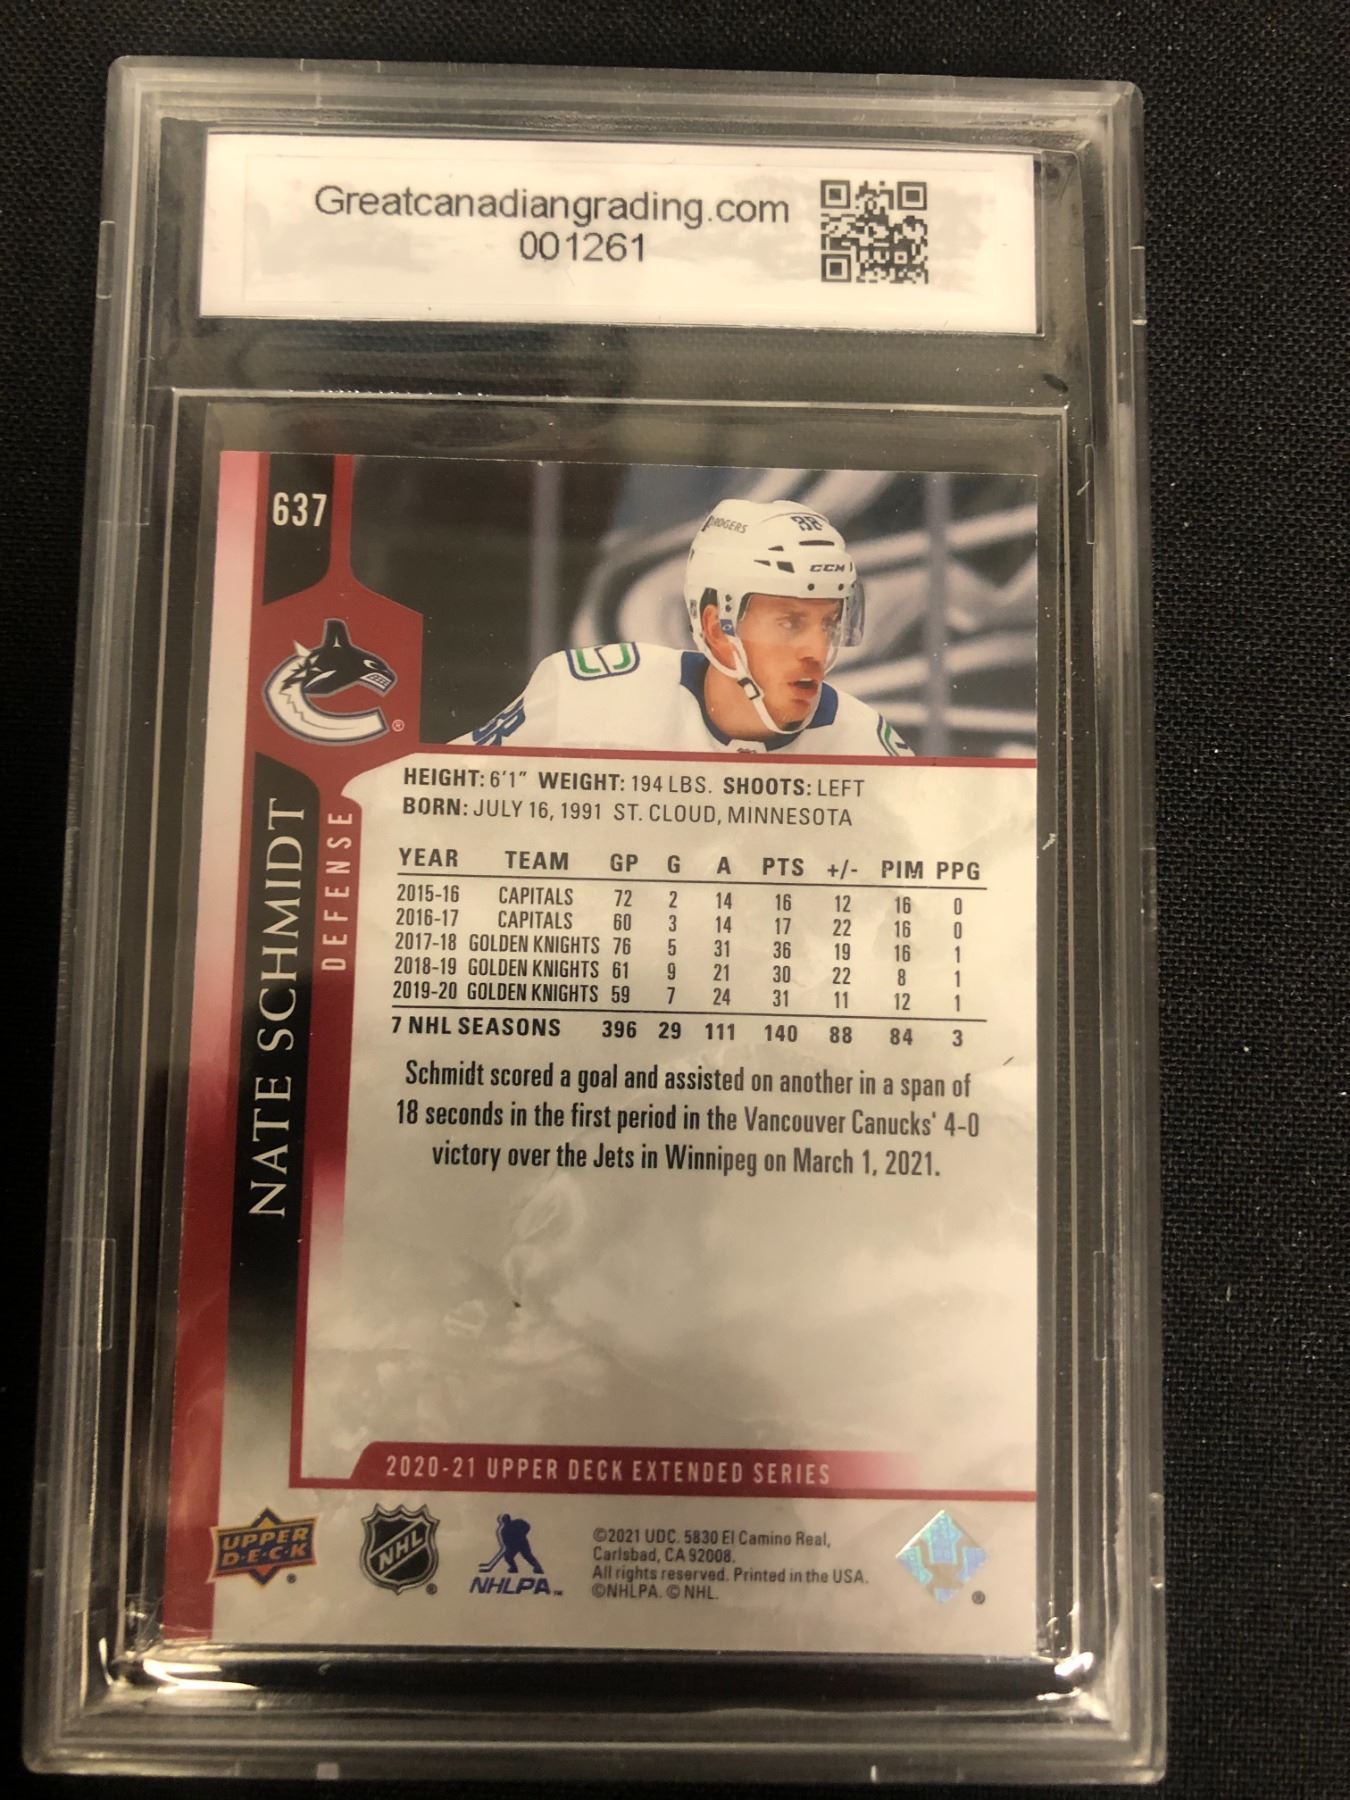 Greatcanadiangrading.com
001261
637
ROGERS
88
CCM
NATE SCHMIDT
DEFENSE
HEIGHT: 6'1" WEIGHT: 194 LBS. SHOOTS: LEFT
BORN: JULY 16, 1991 ST. CLOUD, MINNESOTA
YEAR TEAM GP G A PTS +/- PIM PPG
2015-16 CAPITALS 72 2 14 16 12 16 0
2016-17 CAPITALS 60 3 14 17 22 16 0
2017-18 GOLDEN KNIGHTS 76 5 31 36 19 16 1
2018-19 GOLDEN KNIGHTS 61 9 21 30 22 8 1
2019-20 GOLDEN KNIGHTS 59 7 24 31 11 12 1
7 NHL SEASONS 396 29 111 140 88 84 3
Schmidt scored a goal and assisted on another in a span of
18 seconds in the first period in the Vancouver Canucks' 4-0
victory over the Jets in Winnipeg on March 1, 2021.
2020-21 UPPER DECK EXTENDED SERIES
UPPER
D·E·C·K
NHL
NHLPA™
©2021 UDC. 5830 El Camino Real,
Carlsbad, CA 92008.
All rights reserved. Printed in the USA.
©NHLPA. © NHL.